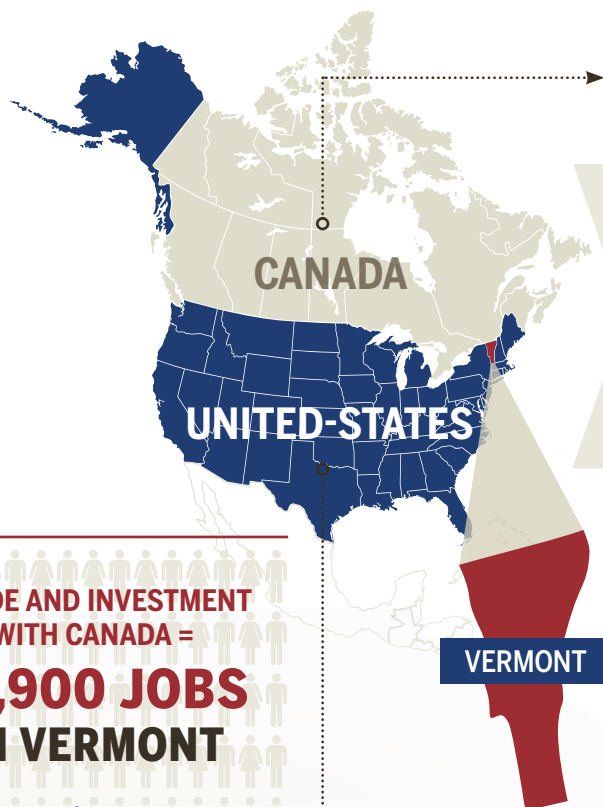 CANADA
UNITED-STATES
DE AND INVESTMENT
WITH CANADA =
,900 JOBS
VERMONT
VERMONT